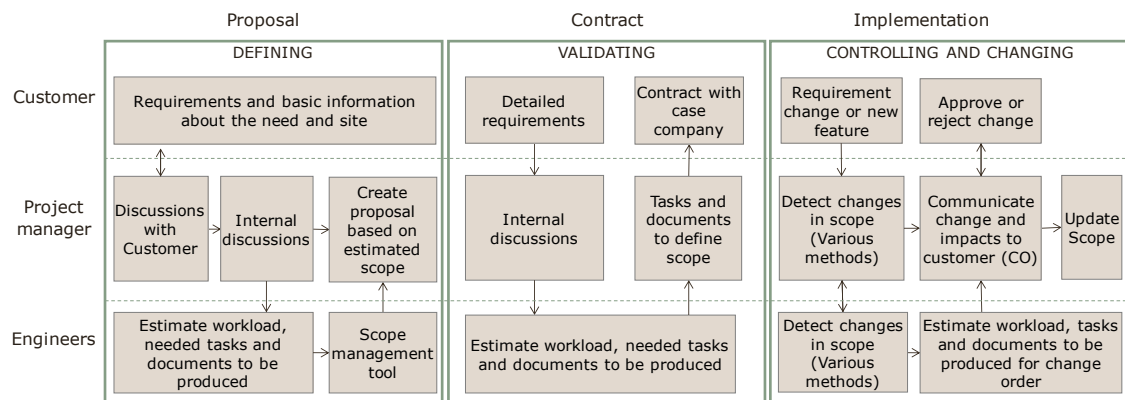 Proposal
Contract
Implementation
DEFINING
VALIDATING
CONTROLLING AND CHANGING
Customer
Requirements and basic information
about the need and site
Detailed
requirements
Contract with
case
company
Requirement
change or new
feature
Approve or
reject change
Project
manager
Discussions
with
Customer
Internal
discussions
Create
proposal
based on
estimated
scope
Internal
discussions
Tasks and
documents
to define
scope
Detect changes
in scope
(Various
methods)
Communicate
change and
impacts to
customer (CO)
Update
Scope
Engineers
Estimate workload,
needed tasks and
documents to be
produced
Scope
management
tool
Estimate workload, needed tasks
and documents to be produced
Detect changes
in scope
(Various
methods)
Estimate workload, tasks
and documents to be
produced for change
order